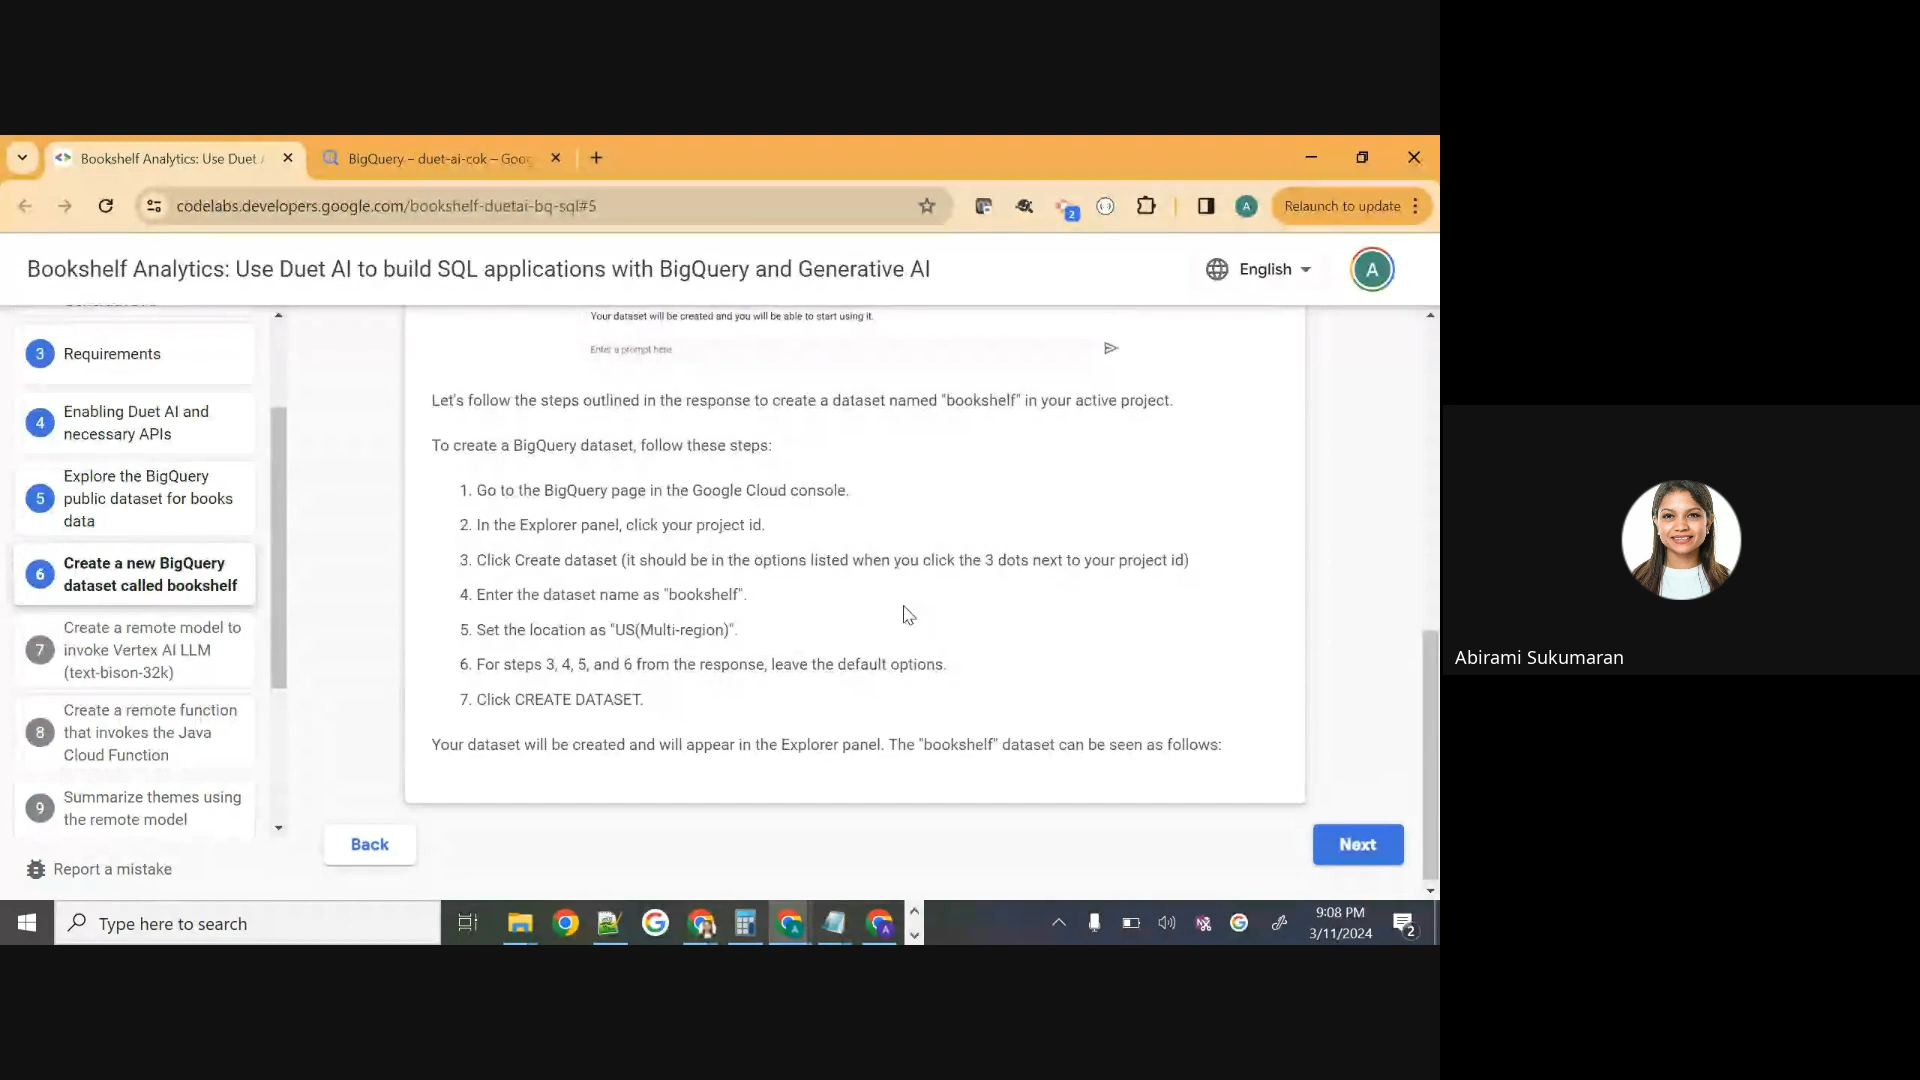 Bookshelf Analytics: Use Duet A
BigQuery – duet-ai-cok – Goo
codelabs.developers.google.com/bookshelf-duetai-bq-sql#5
2
A
Relaunch to update
Bookshelf Analytics: Use Duet AI to build SQL applications with BigQuery and Generative AI
English
A
3 Requirements
4 Enabling Duet AI and
necessary APIs
5 Explore the BigQuery
public dataset for books
data
6 Create a new BigQuery
dataset called bookshelf
7 Create a remote model to
invoke Vertex AI LLM
(text-bison-32k)
8 Create a remote function
that invokes the Java
Cloud Function
9 Summarize themes using
the remote model
Report a mistake
Your dataset will be created and you will be able to start using it.
Enter a prompt here
Let's follow the steps outlined in the response to create a dataset named "bookshelf" in your active project.
To create a BigQuery dataset, follow these steps:
1. Go to the BigQuery page in the Google Cloud console.
2. In the Explorer panel, click your project id.
3. Click Create dataset (it should be in the options listed when you click the 3 dots next to your project id)
4. Enter the dataset name as "bookshelf".
5. Set the location as "US(Multi-region)".
6. For steps 3, 4, 5, and 6 from the response, leave the default options.
7. Click CREATE DATASET.
Your dataset will be created and will appear in the Explorer panel. The "bookshelf" dataset can be seen as follows:
Back
Next
Type here to search
9:08 PM
3/11/2024
2
Abirami Sukumaran